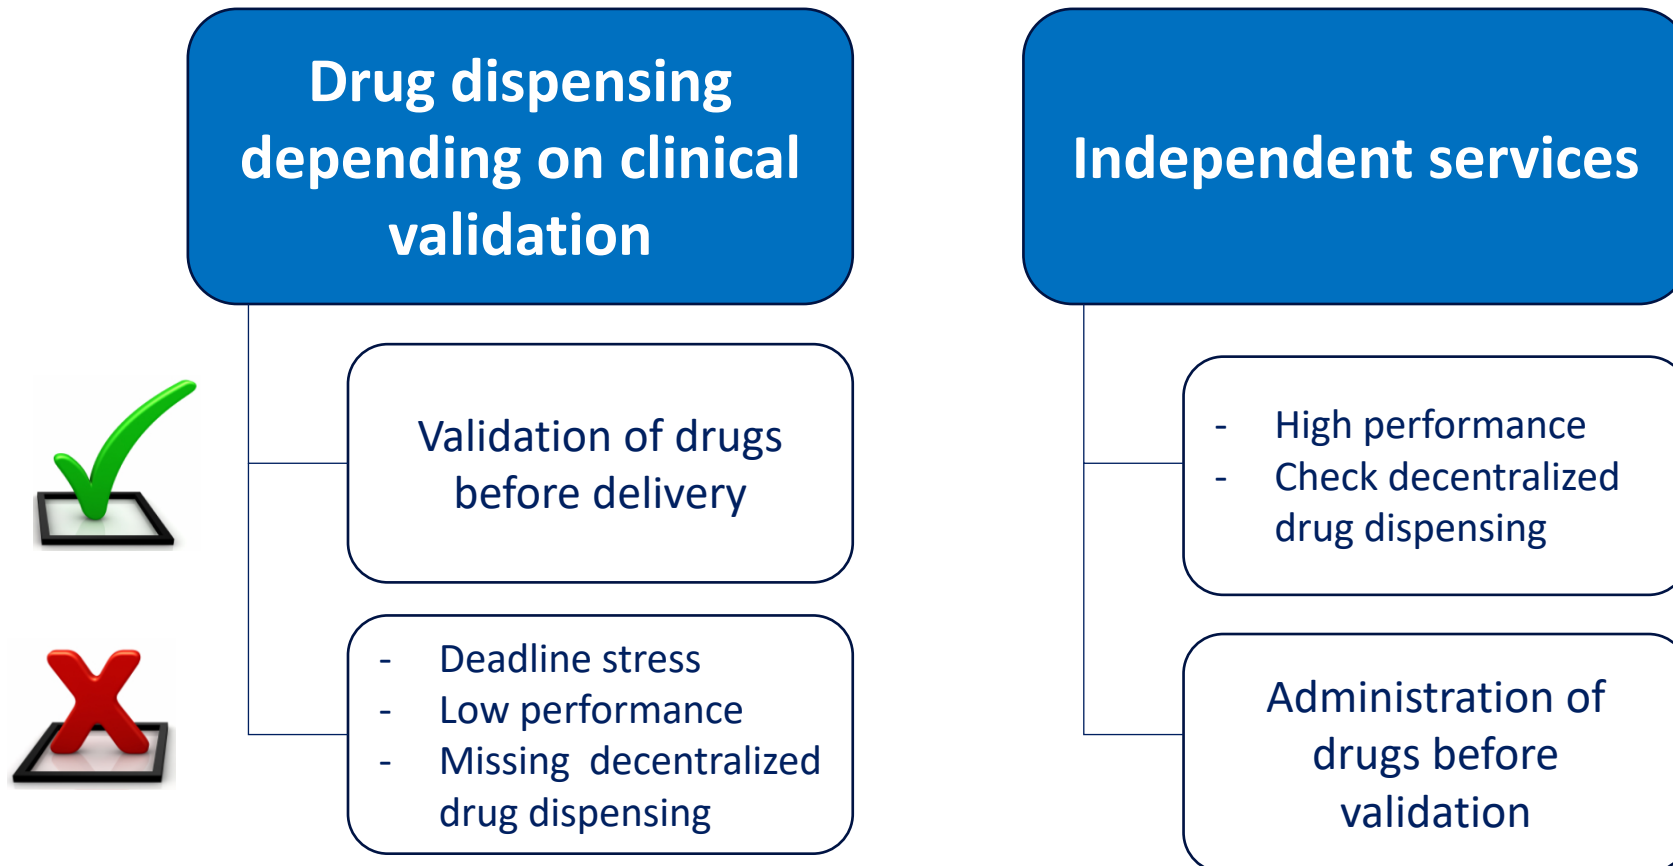 Drug dispensing
depending on clinical
validation
Validation of drugs
before delivery
- Deadline stress
- Low performance
- Missing decentralized
drug dispensing
Independent services
- High performance
- Check decentralized
drug dispensing
Administration of
drugs before
validation